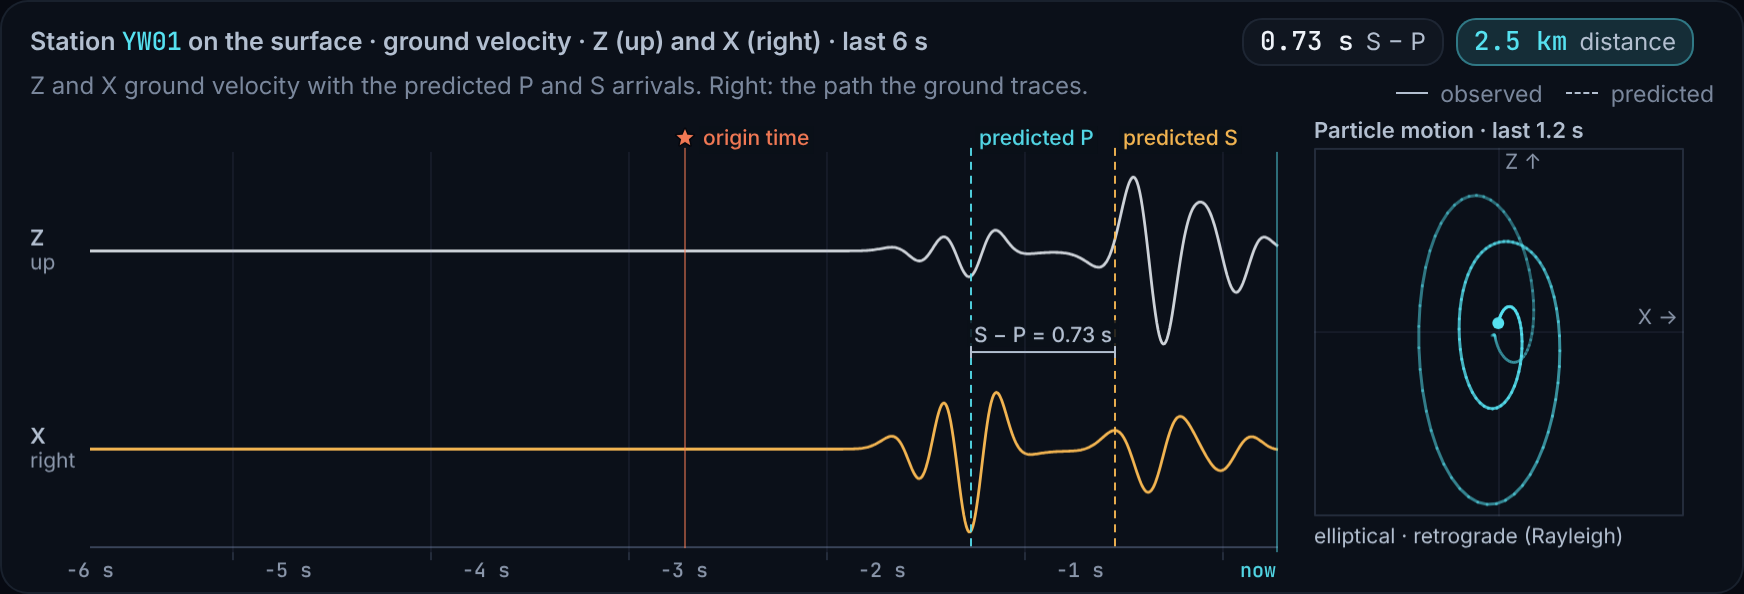 Station YW01 on the surface · ground velocity · Z (up) and X (right) · last 6 s
0.73 s S – P
2.5 km distance
Z and X ground velocity with the predicted P and S arrivals. Right: the path the ground traces.
observed
predicted
origin time
predicted P
predicted S
Particle motion · last 1.2 s
Z ↑
Z
up
S – P = 0.73 s
X →
X
right
elliptical · retrograde (Rayleigh)
-6 s
-5 s
-4 s
-3 s
-2 s
-1 s
now